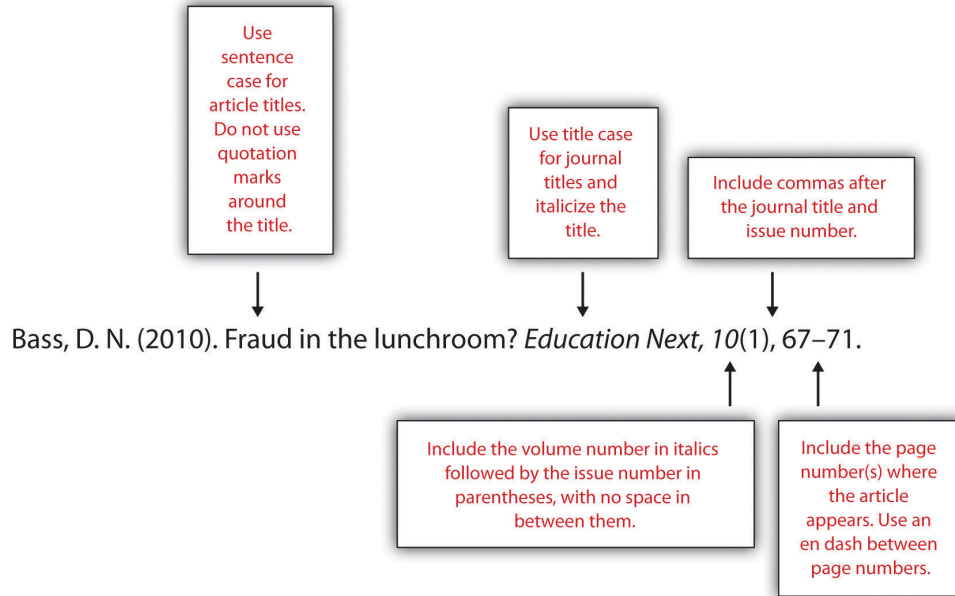 Use
sentence
case for
article titles.
Do not use
quotation
marks
around
the title.
Use title case
for journal
titles and
italicize the
title.
Include commas after
the journal title and
issue number.
Bass, D. N. (2010). Fraud in the lunchroom? Education Next, 10(1), 67–71.
Include the volume number in italics
followed by the issue number in
parentheses, with no space in
between them.
Include the page
number(s) where
the article
appears. Use an
en dash between
page numbers.